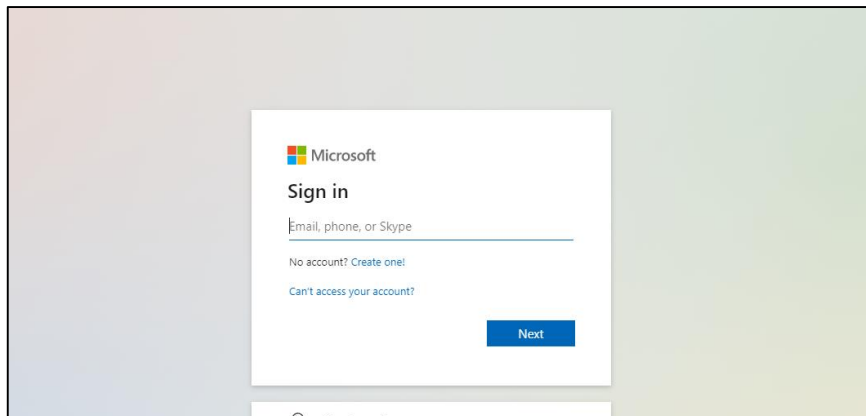 Microsoft
Sign in
Email, phone, or Skype
No account? Create one!
Can't access your account?
Next